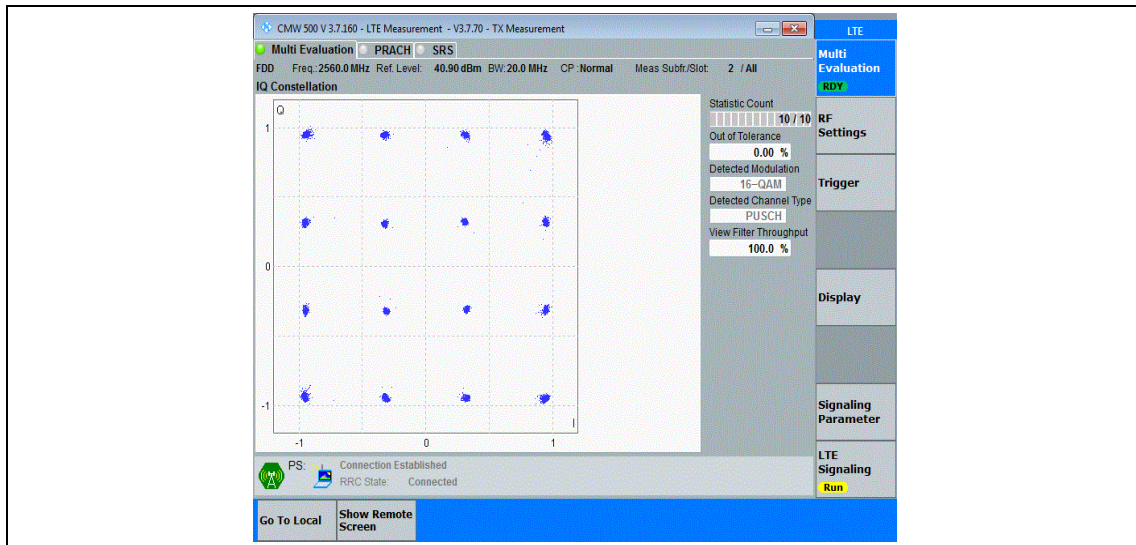 CMW 500 V 3.7.160 - LTE Measurement - V3.7.70 - TX Measurement
LTE
Multi Evaluation PRACH SRS
Multi
Evaluation
RDY
FDD Freq.:2560.0 MHz Ref. Level: 40.90 dBm BW:20.0 MHz CP :Normal Meas Subfr./Slot: 2 / All
IQ Constellation
Q
1
0
-1
I
-1 0 1
Statistic Count
10 / 10
Out of Tolerance
0.00 %
Detected Modulation
16-QAM
Detected Channel Type
PUSCH
View Filter Throughput
100.0 %
RF
Settings
Trigger
Display
Signaling
Parameter
LTE
Signaling
Run
PS: Connection Established
RRC State: Connected
Go To Local
Show Remote
Screen